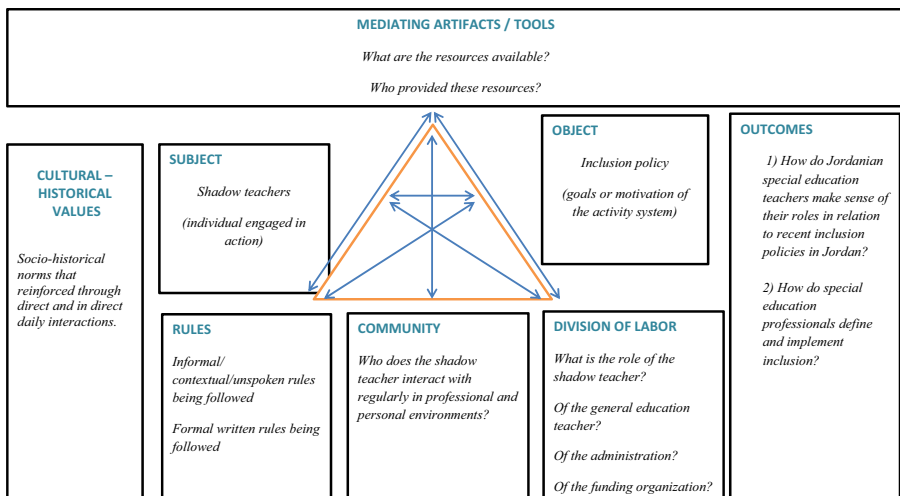 MEDIATING ARTIFACTS / TOOLS
What are the resources available?
Who provided these resources?
CULTURAL –
HISTORICAL
VALUES
Socio-historical
norms that
reinforced through
direct and in direct
daily interactions.
SUBJECT
Shadow teachers
(individual engaged in
action)
OBJECT
Inclusion policy
(goals or motivation of
the activity system)
OUTCOMES
1) How do Jordanian
special education
teachers make sense of
their roles in relation
to recent inclusion
policies in Jordan?
2) How do special
education
professionals define
and implement
inclusion?
RULES
Informal/
contextual/unspoken rules
being followed
Formal written rules being
followed
COMMUNITY
Who does the shadow
teacher interact with
regularly in professional and
personal environments?
DIVISION OF LABOR
What is the role of the
shadow teacher?
Of the general education
teacher?
Of the administration?
Of the funding organization?